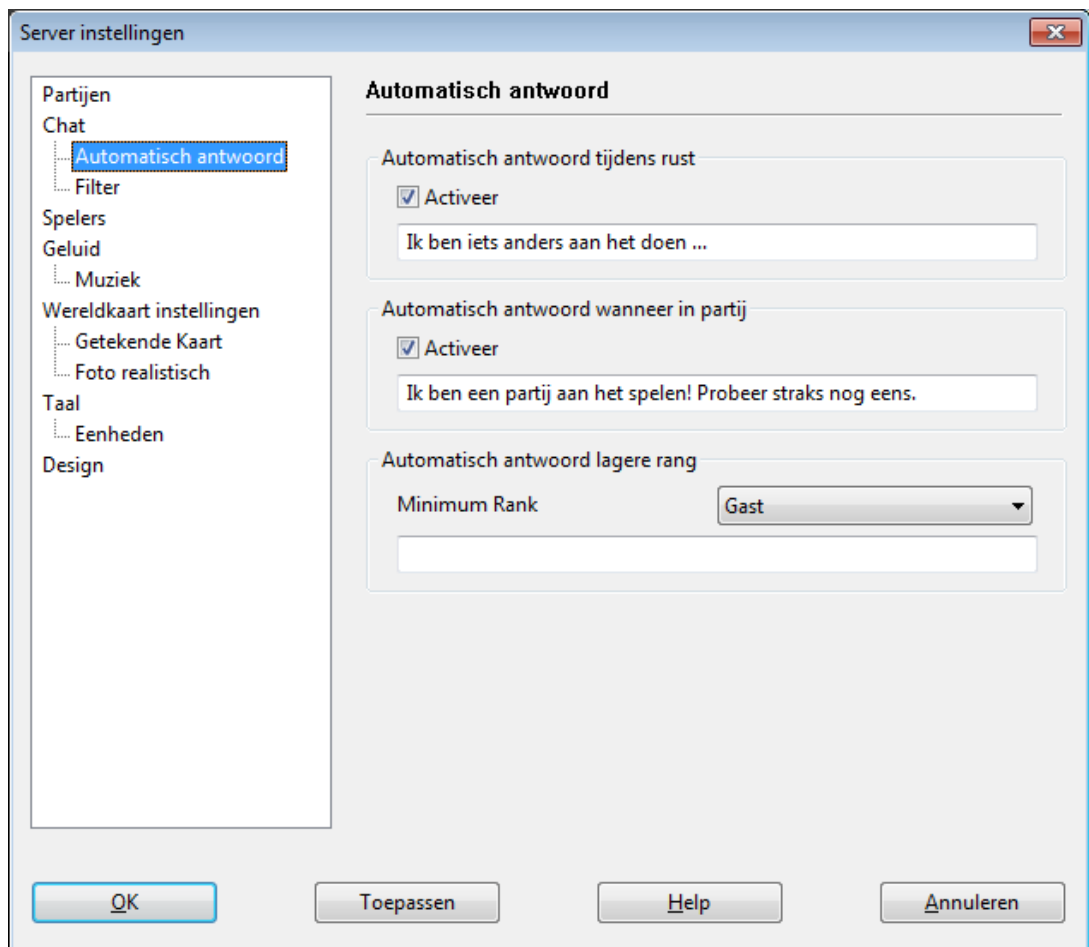 Server instellingen
Partijen
Chat
Automatisch antwoord
Filter
Spelers
Geluid
Muziek
Wereldkaart instellingen
Getekende Kaart
Foto realistisch
Taal
Eenheden
Design
Automatisch antwoord
Automatisch antwoord tijdens rust
Activeer
Ik ben iets anders aan het doen ...
Automatisch antwoord wanneer in partij
Activeer
Ik ben een partij aan het spelen! Probeer straks nog eens.
Automatisch antwoord lagere rang
Minimum Rank
Gast
OK
Toepassen
Help
Annuleren